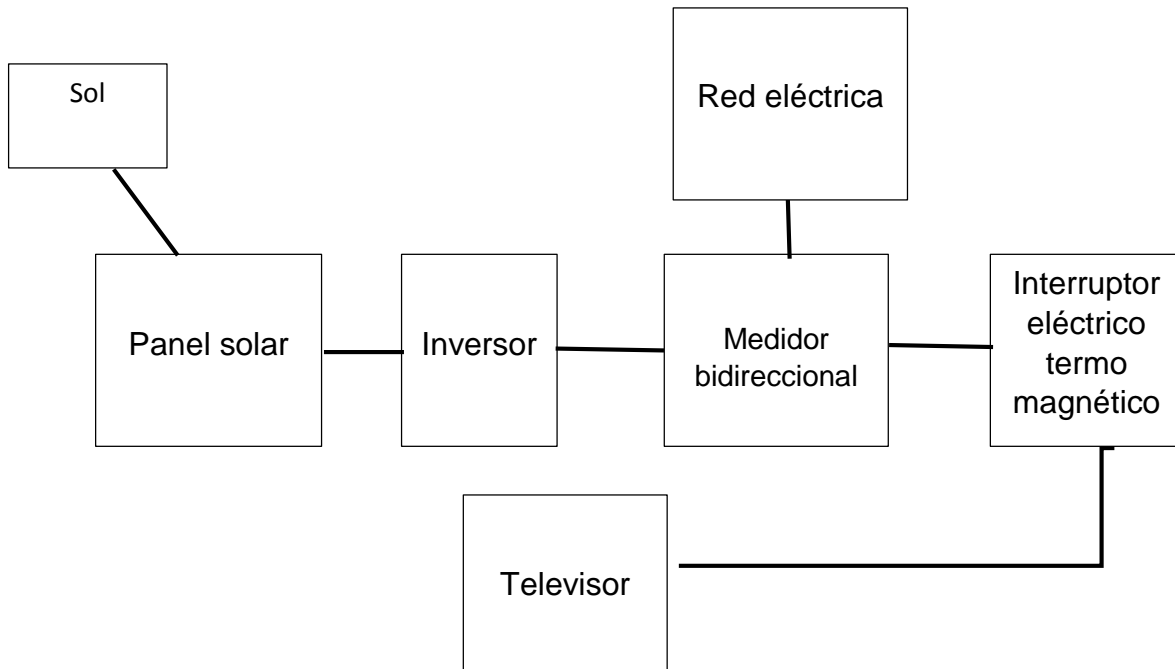 Sol
Red eléctrica
Panel solar
Inversor
Medidor
bidireccional
Interruptor
eléctrico
termo
magnético
Televisor